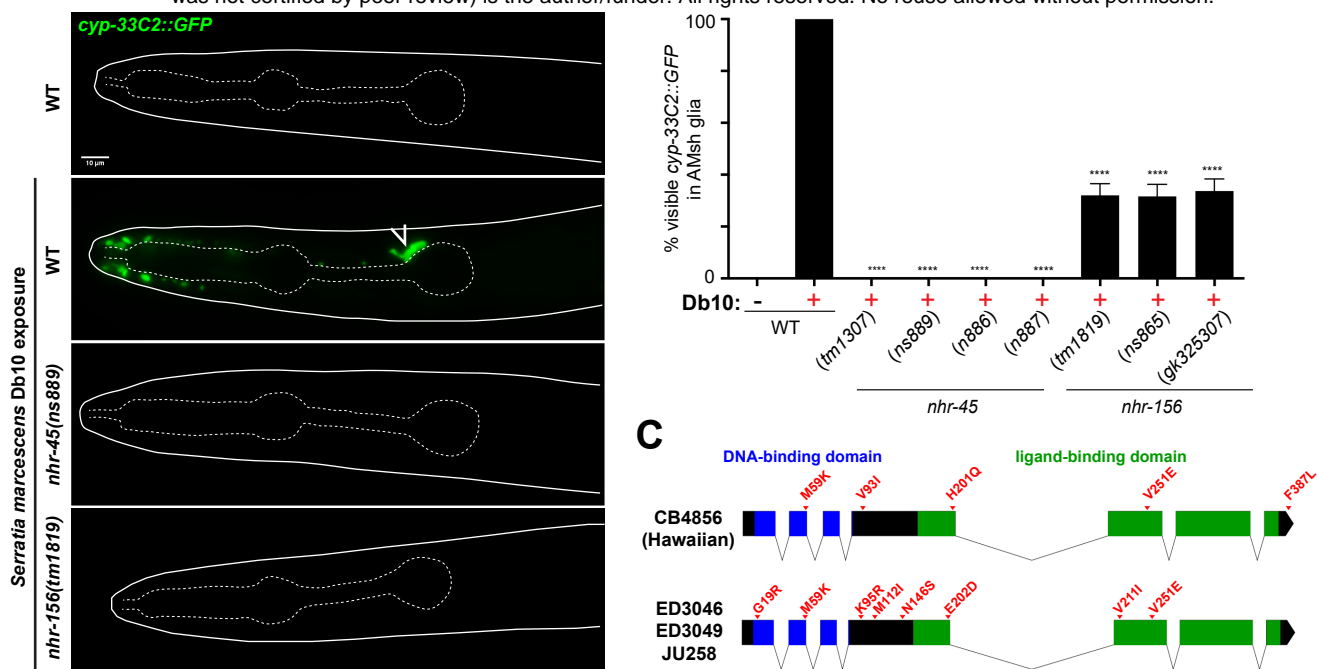 was not certified by peer review) is the author/funder. All rights reserved. No reuse allowed without permission.
cyp-33C2::GFP
WT
10 µm
Serratia marcescens Db10 exposure
WT
nhr-45(ns889)
nhr-156(tm1819)
% visible cyp-33C2::GFP
in AMsh glia
100
0
**** **** **** **** **** **** ****
Db10: - + + + + + + + +
WT
(tm1307) (ns889) (n886) (n887) (tm1819) (ns865) (gk325307)
nhr-45 nhr-156
C
DNA-binding domain ligand-binding domain
M59K V93I H201Q V251E F387L
CB4856
(Hawaiian)
G19R M59K K95R M112I N146S E202D V211I V251E
ED3046
ED3049
JU258